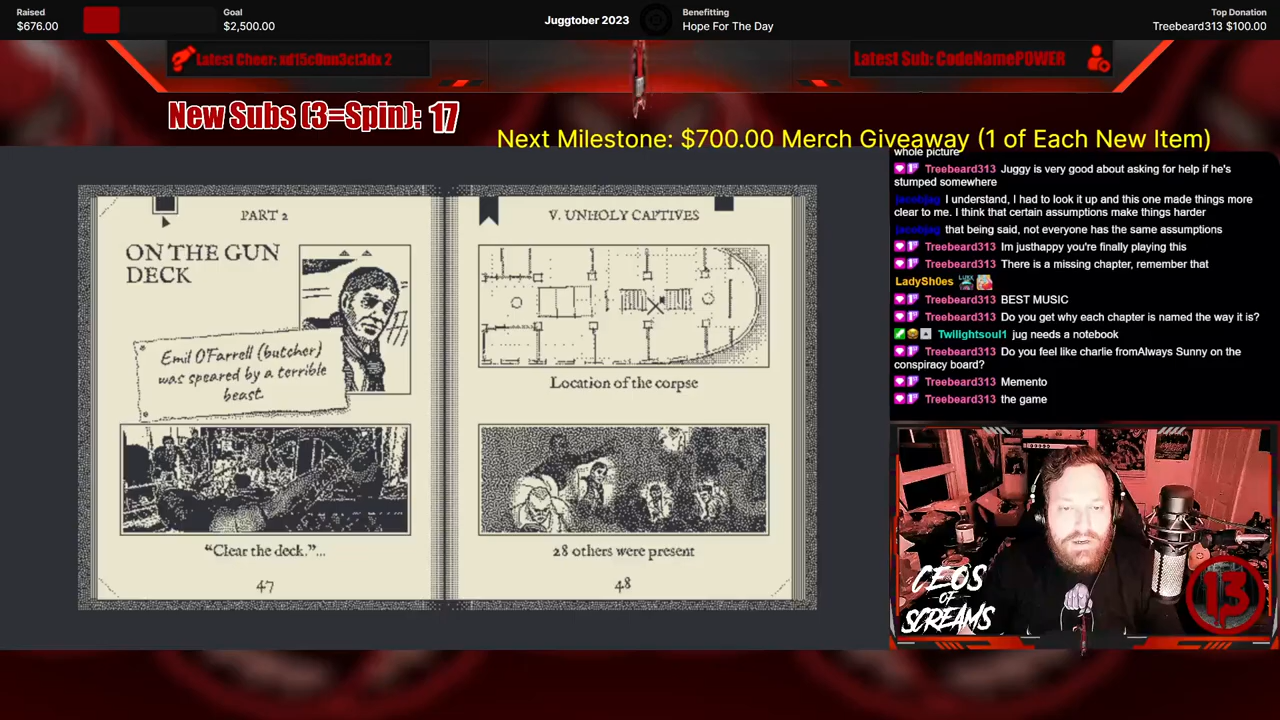 Raised
$676.00
Goal
$2,500.00
Juggtober 2023
Benefitting
Hope For The Day
Top Donation
Treebeard313 $100.00
Latest Cheer: xd15c0nn3ct3dx 2
Latest Sub: CodeNamePOWER
New Subs (3=Spin): 17
Next Milestone: $700.00 Merch Giveaway (1 of Each New Item)
PART 2
ON THE GUN
DECK
Emil O'Farrell (butcher)
was speared by a terrible
beast.
"Clear the deck."...
47
V. UNHOLY CAPTIVES
Location of the corpse
28 others were present
48
whole picture
Treebeard313 Juggy is very good about asking for help if he's
stumped somewhere
jacobjag I understand, I had to look it up and this one made things more
clear to me. I think that certain assumptions make things harder
jacobjag that being said, not everyone has the same assumptions
Treebeard313 Im justhappy you're finally playing this
Treebeard313 There is a missing chapter, remember that
LadySh0es
Treebeard313 BEST MUSIC
Treebeard313 Do you get why each chapter is named the way it is?
Twilightsoul1 jug needs a notebook
Treebeard313 Do you feel like charlie fromAlways Sunny on the
conspiracy board?
Treebeard313 Memento
Treebeard313 the game
CEOS
OF
SCREAMS
13